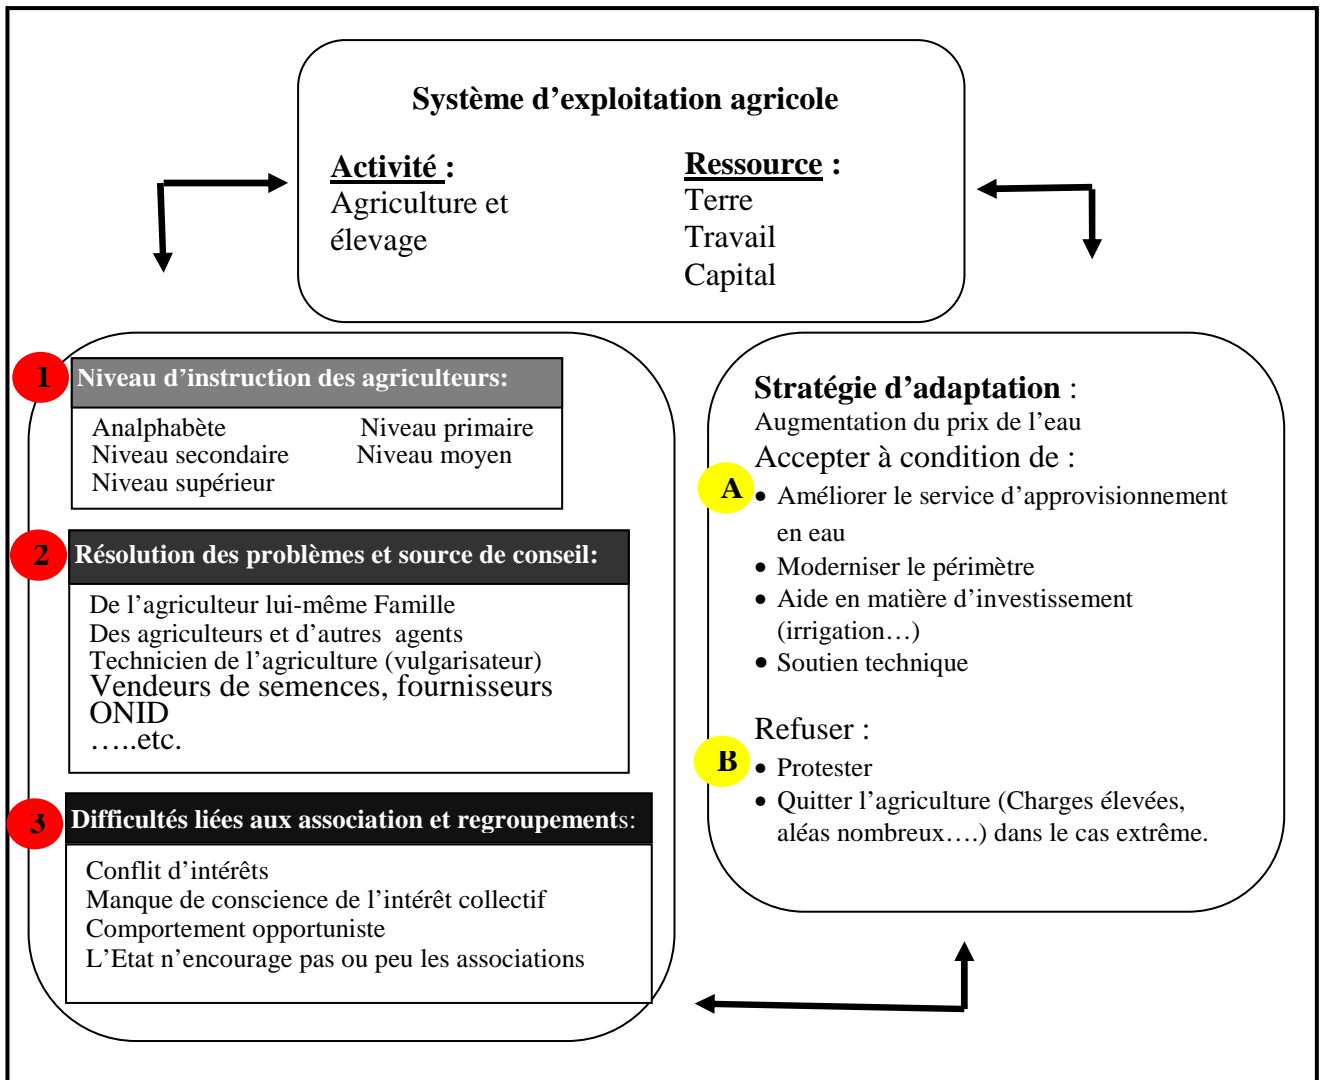 Système d’exploitation agricole
Activité :
Agriculture et
élevage
Ressource :
Terre
Travail
Capital
1
Niveau d’instruction des agriculteurs:
Analphabète Niveau primaire
Niveau secondaire Niveau moyen
Niveau supérieur
2
Résolution des problèmes et source de conseil:
De l’agriculteur lui-même Famille
Des agriculteurs et d’autres agents
Technicien de l’agriculture (vulgarisateur)
Vendeurs de semences, fournisseurs
ONID
…..etc.
3
Difficultés liées aux association et regroupements:
Conflit d’intérêts
Manque de conscience de l’intérêt collectif
Comportement opportuniste
L’Etat n’encourage pas ou peu les associations
Stratégie d’adaptation :
Augmentation du prix de l’eau
Accepter à condition de :
A
• Améliorer le service d’approvisionnement
en eau
• Moderniser le périmètre
• Aide en matière d’investissement
(irrigation…)
• Soutien technique
Refuser :
B
• Protester
• Quitter l’agriculture (Charges élevées,
aléas nombreux….) dans le cas extrême.